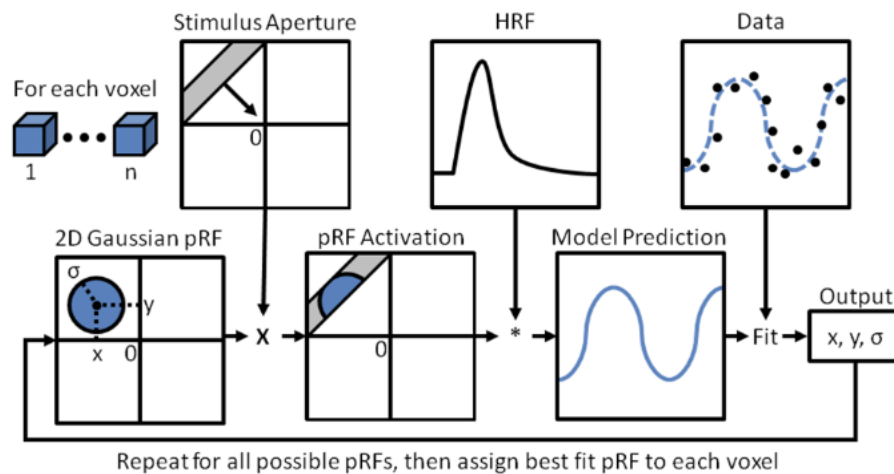 Stimulus Aperture
HRF
Data
For each voxel
1
n
0
2D Gaussian pRF
pRF Activation
Model Prediction
Output
σ
y
x
0
X
0
*
Fit
x, y, σ
Repeat for all possible pRFs, then assign best fit pRF to each voxel